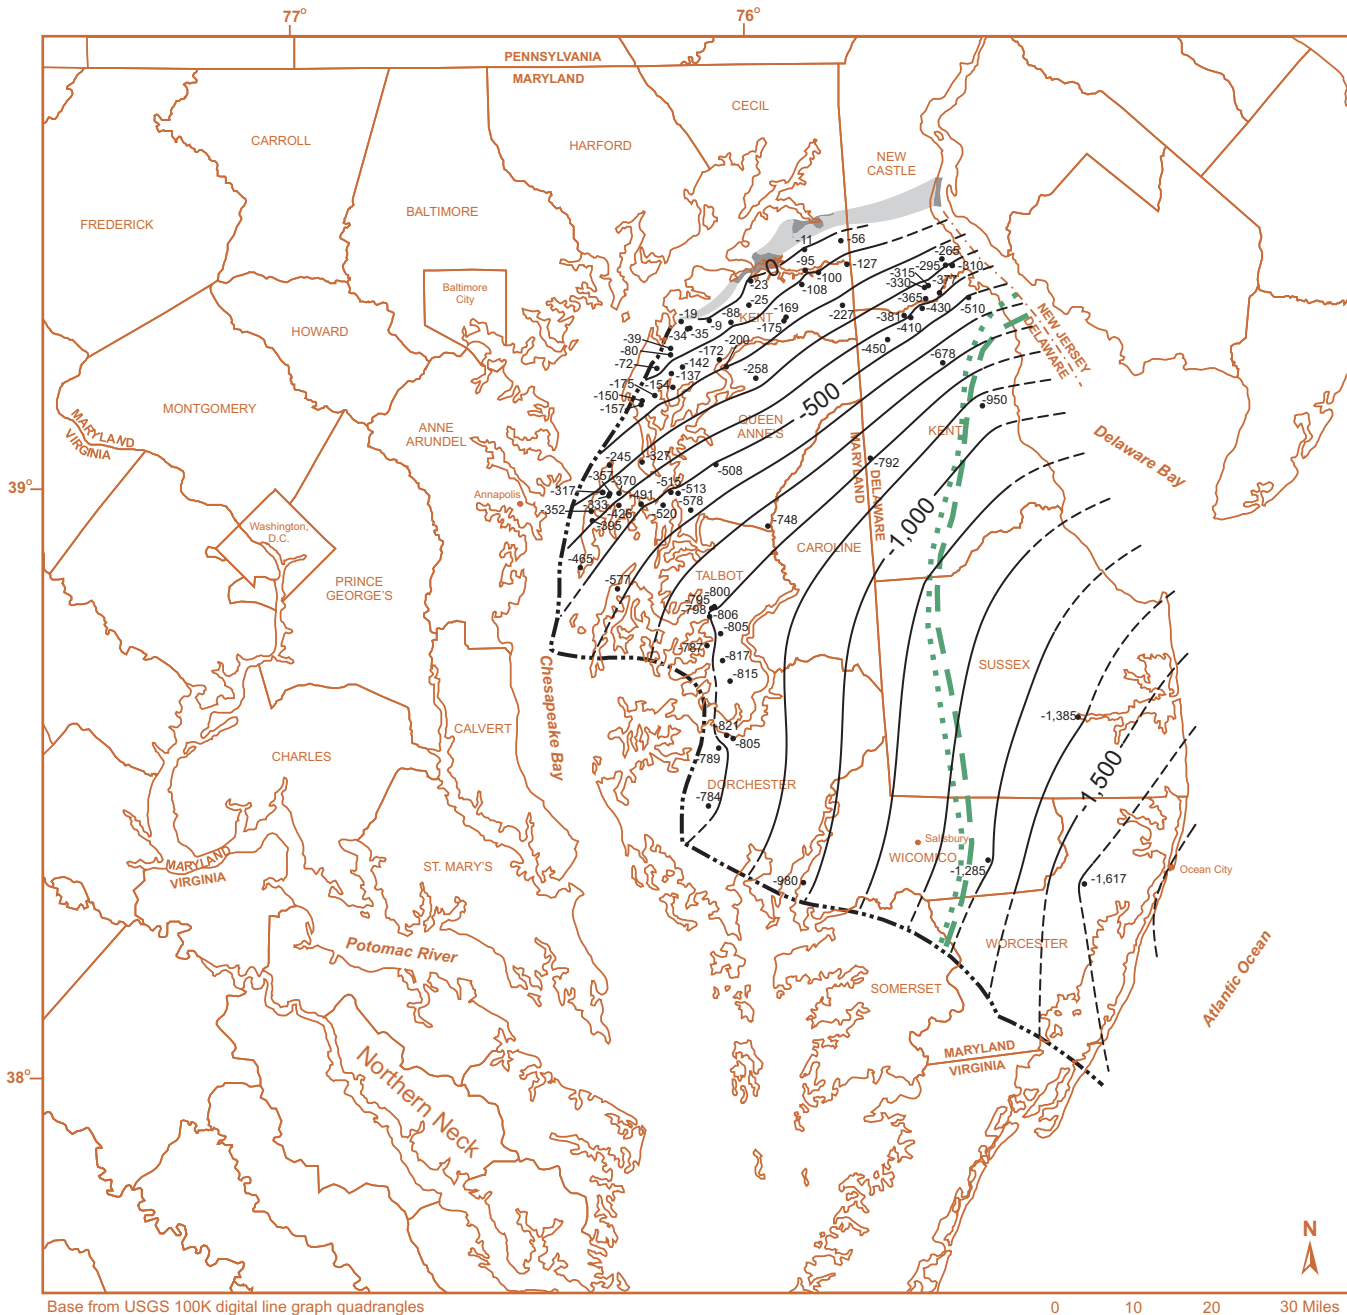 77°
76°
PENNSYLVANIA
MARYLAND
CECIL
CARROLL
HARFORD
NEW
CASTLE
BALTIMORE
FREDERICK
-11
-56
-265
0
-95
-127
-295
-310
-100
-315
-377
-23
-108
-330
Baltimore
City
-365
-25
-169
-227
-430
-510
-19
-88
KENT
-381
HOWARD
-9
-175
-410
NEW JERSEY
DELAWARE
-39
-34
-35
-200
-450
-80
-172
-678
-72
-142
-258
-137
-175
-154
-150
-500
-950
-157
MONTGOMERY
QUEEN
ANNE'S
KENT
ANNE
ARUNDEL
MARYLAND
VIRGINIA
MARYLAND
DELAWARE
Delaware Bay
-245
-327
-508
-792
-357
-370
-515
39°
-317
-491
-513
Annapolis
-333
-578
-352
-426
-520
-395
-748
-1,000
Washington,
D.C.
CAROLINE
-465
TALBOT
-577
PRINCE
GEORGE'S
-800
-795
-798
-806
-805
-787
-817
SUSSEX
-815
Chesapeake Bay
-1,385
-821
CALVERT
-805
-789
CHARLES
DORCHESTER
-1,500
-784
Salisbury
MARYLAND
VIRGINIA
ST. MARY'S
WICOMICO
-1,285
Ocean City
-980
-1,617
Potomac River
WORCESTER
Atlantic Ocean
SOMERSET
MARYLAND
VIRGINIA
38°
Northern Neck
N
Base from USGS 100K digital line graph quadrangles
0 10 20 30 Miles